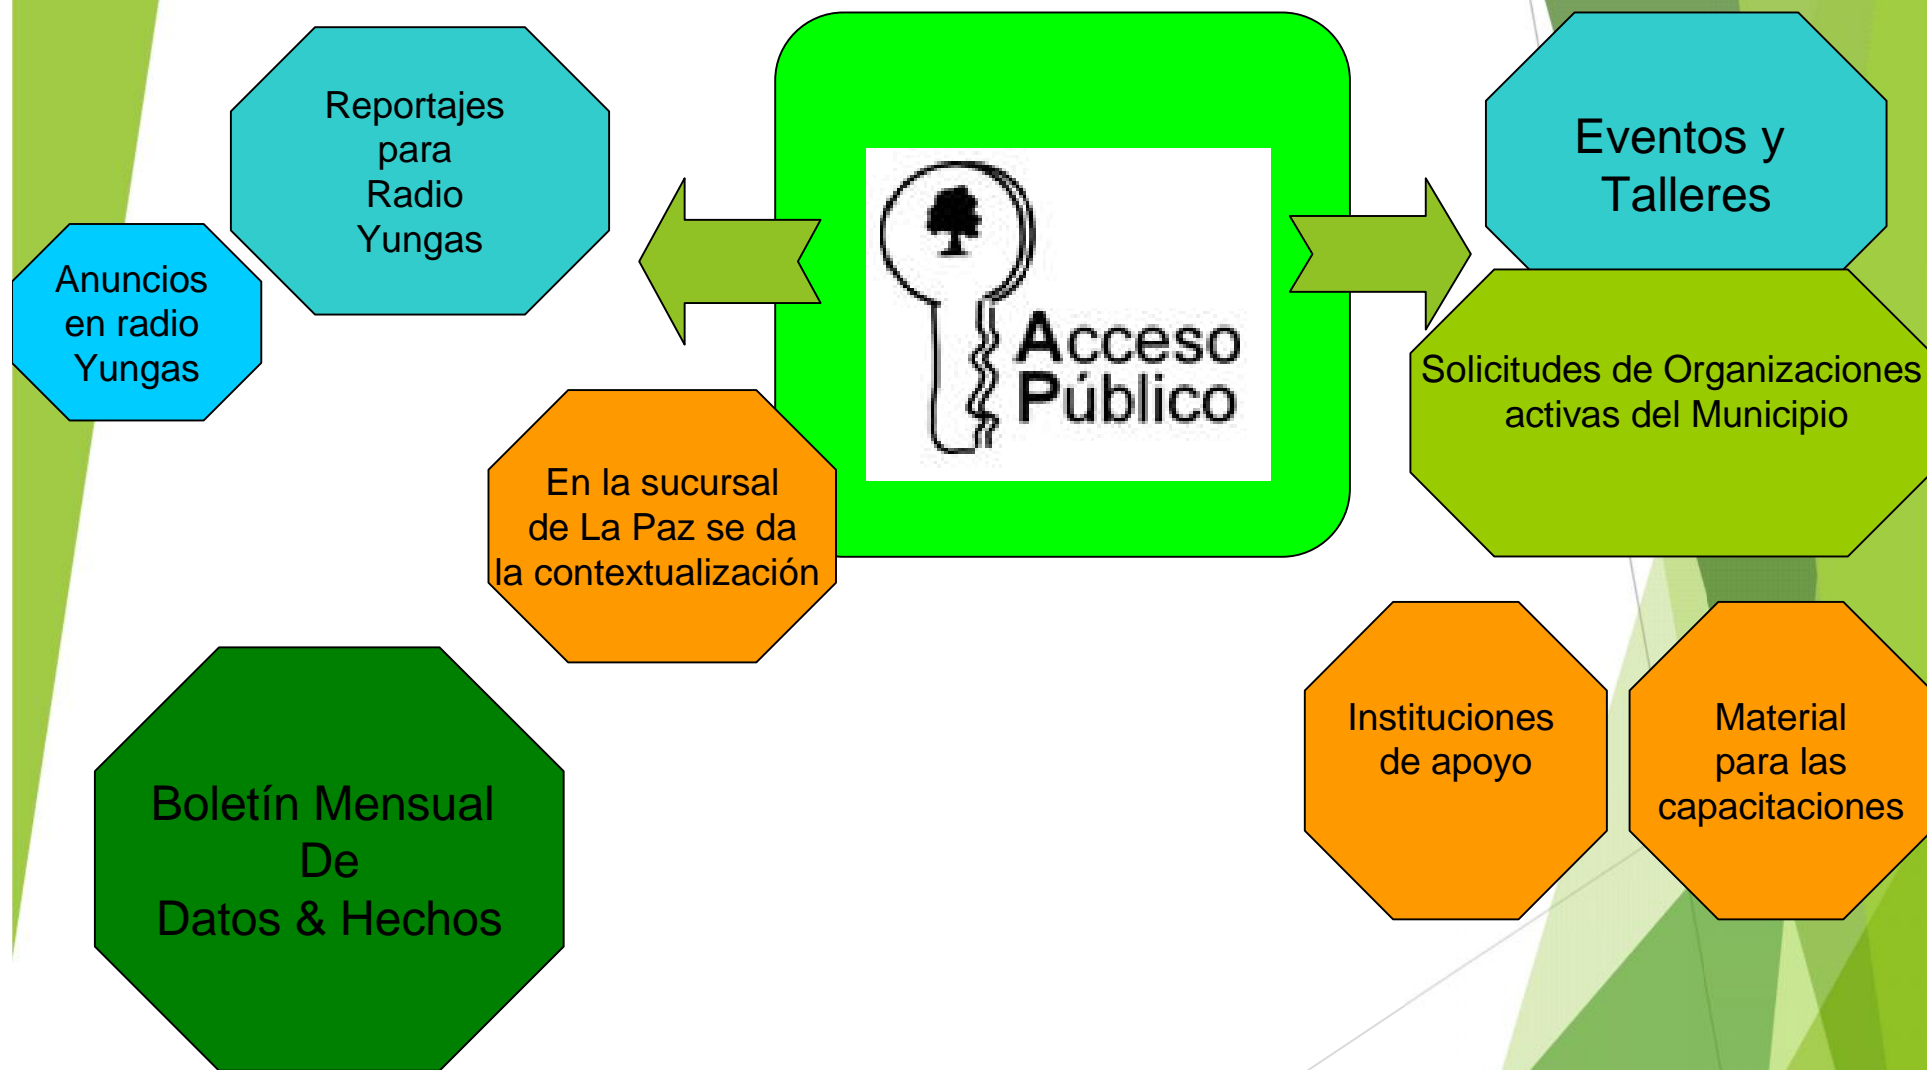 Reportajes
para
Radio
Yungas
Anuncios
en radio
Yungas
En la sucursal
de La Paz se da
la contextualización
Boletín Mensual
De
Datos & Hechos
Acceso
Público
Eventos y
Talleres
Solicitudes de Organizaciones
activas del Municipio
Instituciones
de apoyo
Material
para las
capacitaciones